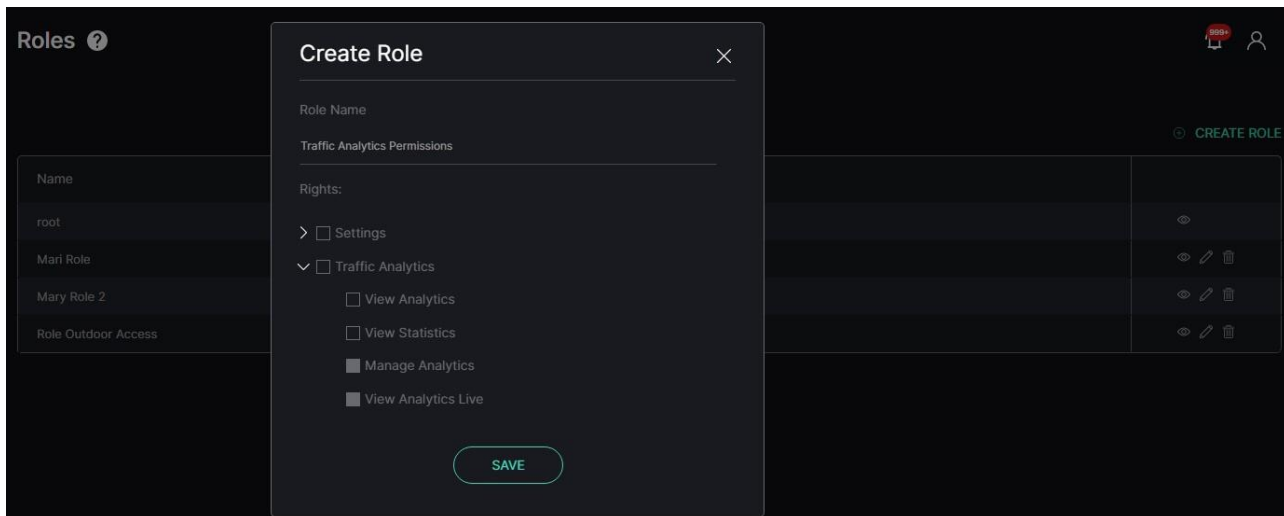 Roles ?
999+
CREATE ROLE
Name
root
Mari Role
Mary Role 2
Role Outdoor Access
Create Role
Role Name
Traffic Analytics Permissions
Rights:
Settings
Traffic Analytics
View Analytics
View Statistics
Manage Analytics
View Analytics Live
SAVE